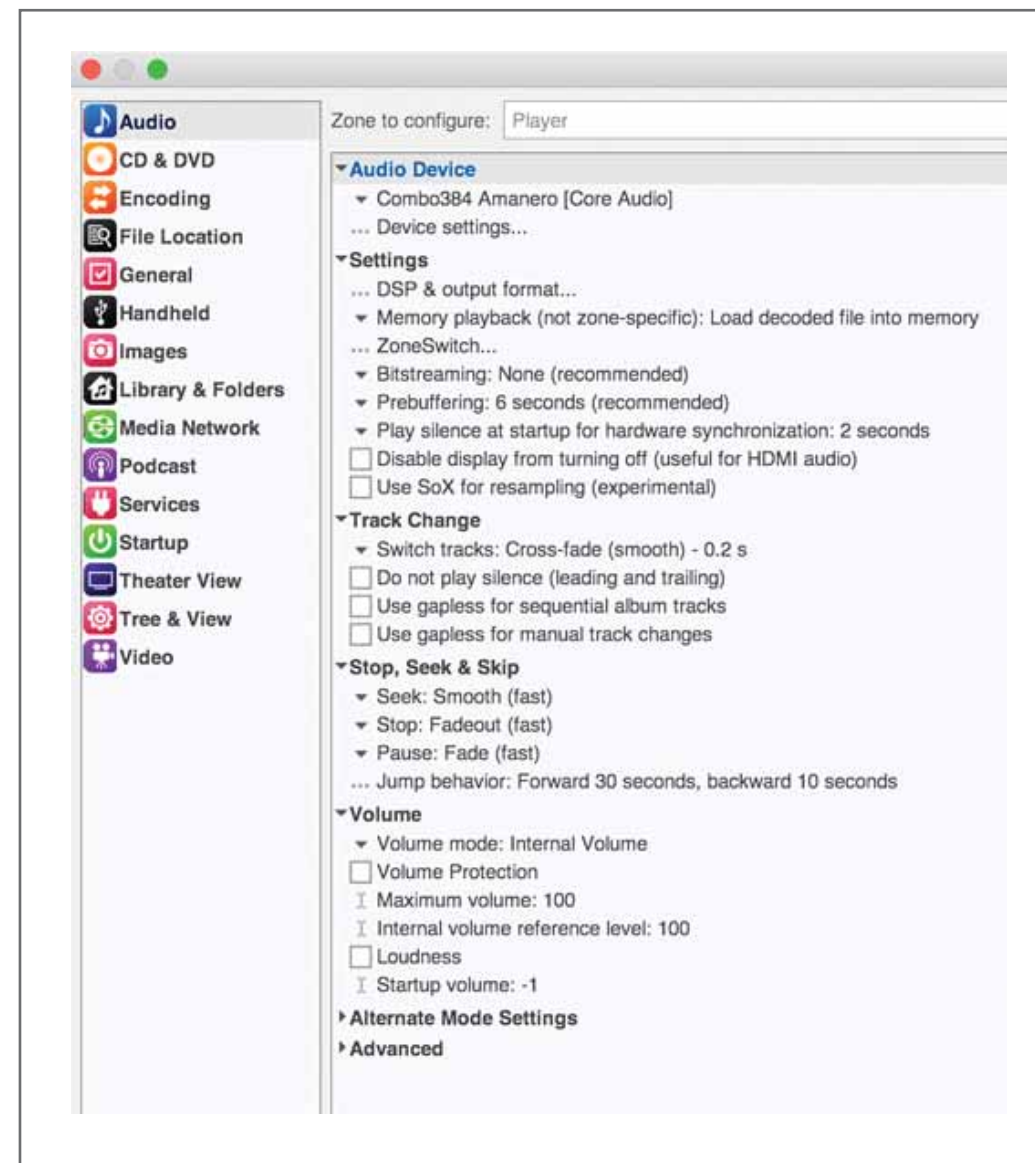 Audio
CD & DVD
Encoding
File Location
General
Handheld
Images
Library & Folders
Media Network
Podcast
Services
Startup
Theater View
Tree & View
Video
Zone to configure: Player
Audio Device
Combo384 Amanero [Core Audio]
... Device settings...
Settings
... DSP & output format...
Memory playback (not zone-specific): Load decoded file into memory
... ZoneSwitch...
Bitstreaming: None (recommended)
Prebuffering: 6 seconds (recommended)
Play silence at startup for hardware synchronization: 2 seconds
Disable display from turning off (useful for HDMI audio)
Use SoX for resampling (experimental)
Track Change
Switch tracks: Cross-fade (smooth) - 0.2 s
Do not play silence (leading and trailing)
Use gapless for sequential album tracks
Use gapless for manual track changes
Stop, Seek & Skip
Seek: Smooth (fast)
Stop: Fadeout (fast)
Pause: Fade (fast)
... Jump behavior: Forward 30 seconds, backward 10 seconds
Volume
Volume mode: Internal Volume
Volume Protection
Maximum volume: 100
Internal volume reference level: 100
Loudness
Startup volume: -1
Alternate Mode Settings
Advanced